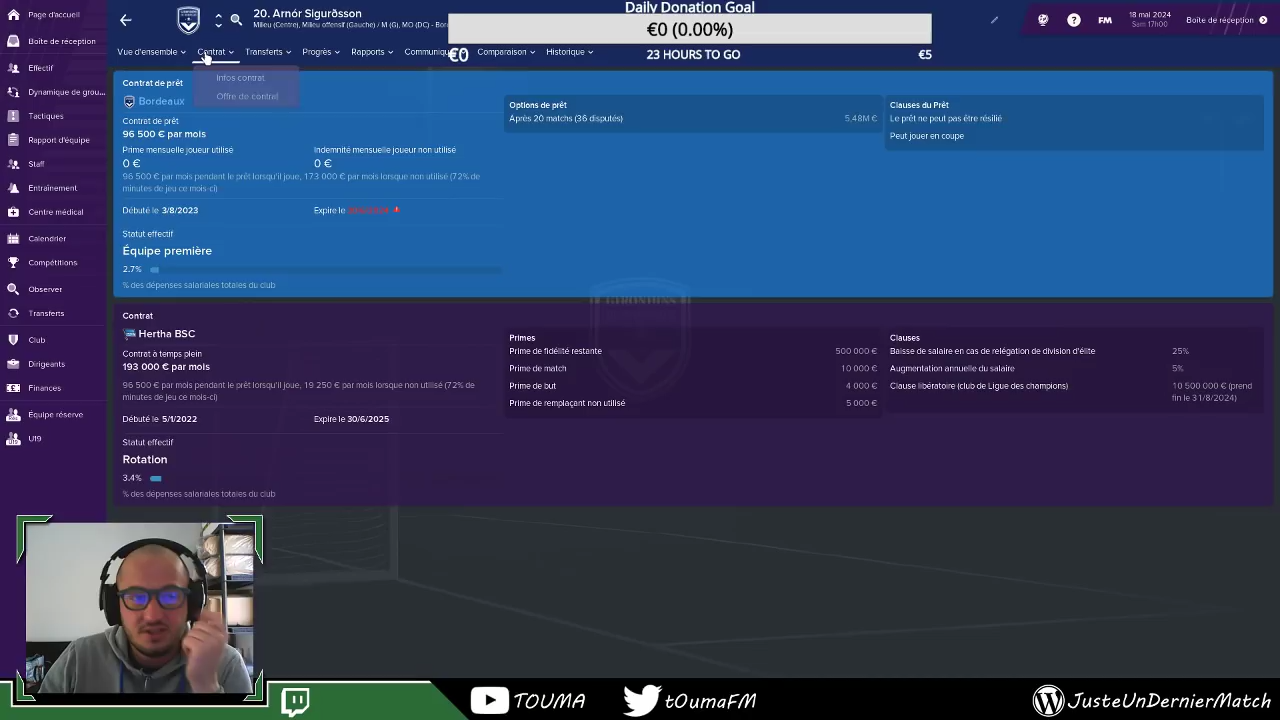 Daily Donation Goal
€0 (0.00%)
€0
23 HOURS TO GO
€5
Page d'accueil
Boîte de réception
Effectif
Dynamique de grou...
Tactiques
Rapport d'équipe
Staff
Entraînement
Centre médical
Calendrier
Compétitions
Observer
Transferts
Club
Dirigeants
Finances
Équipe réserve
U19
20. Arnór Sigurðsson
Milieu (Centre), Milieu offensif (Gauche) / M (G), MO (DC) - Bor
FM
18 mai 2024
Sam 17h00
Boîte de réception
Vue d'ensemble
Contrat
Transferts
Progrès
Rapports
Communiqu
Comparaison
Historique
Infos contrat
Offre de contrat
Contrat de prêt
Bordeaux
Contrat de prêt
96 500 € par mois
Prime mensuelle joueur utilisé
0 €
Indemnité mensuelle joueur non utilisé
0 €
96 500 € par mois pendant le prêt lorsqu'il joue, 173 000 € par mois lorsque non utilisé (72% de
minutes de jeu ce mois-ci)
Débuté le 3/8/2023
Expire le
Statut effectif
Équipe première
2.7%
% des dépenses salariales totales du club
Options de prêt
Après 20 matchs (36 disputés)
5,48M €
Clauses du Prêt
Le prêt ne peut pas être résilié
Peut jouer en coupe
Contrat
Hertha BSC
Contrat à temps plein
193 000 € par mois
96 500 € par mois pendant le prêt lorsqu'il joue, 19 250 € par mois lorsque non utilisé (72% de
minutes de jeu ce mois-ci)
Débuté le 5/1/2022
Expire le 30/6/2025
Statut effectif
Rotation
3.4%
% des dépenses salariales totales du club
Primes
Prime de fidélité restante
500 000 €
Prime de match
10 000 €
Prime de but
4 000 €
Prime de remplaçant non utilisé
5 000 €
Clauses
Baisse de salaire en cas de relégation de division d'élite
25%
Augmentation annuelle du salaire
5%
Clause libératoire (club de Ligue des champions)
10 500 000 € (prend
fin le 31/8/2024)
TOUMA
tOumaFM
JusteUnDernierMatch